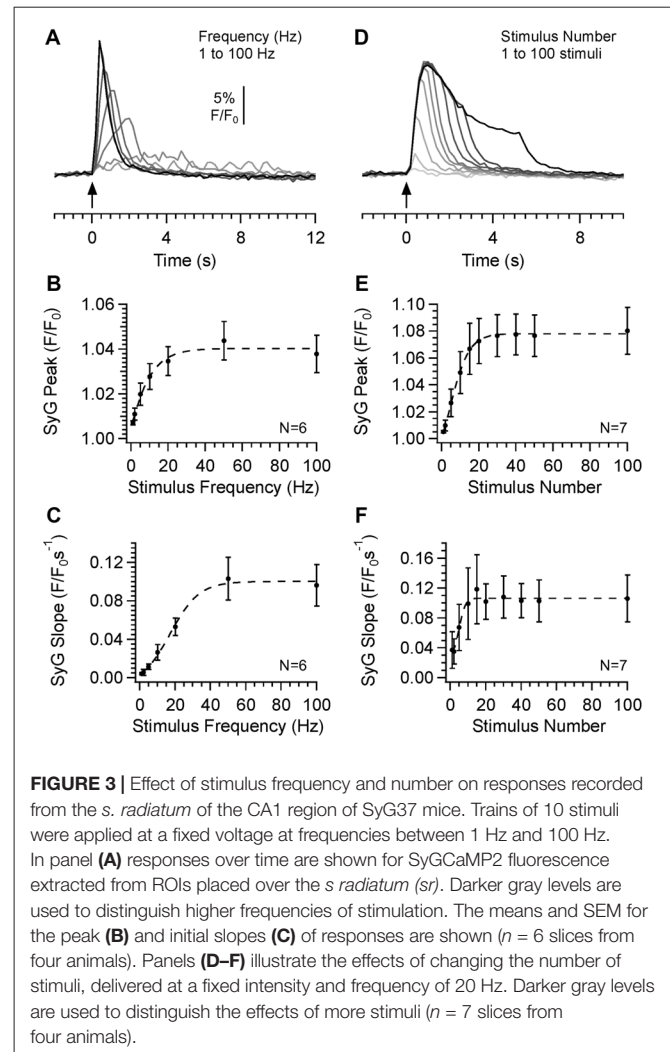 A
Frequency (Hz)
1 to 100 Hz
5%
F/F0
0 4 8 12
Time (s)
D
Stimulus Number
1 to 100 stimuli
0 4 8
Time (s)
B
SyG Peak (F/F0)
1.06
1.04
1.02
1.00
N=6
0 20 40 60 80 100
Stimulus Frequency (Hz)
E
SyG Peak (F/F0)
1.10
1.08
1.06
1.04
1.02
1.00
N=7
0 20 40 60 80 100
Stimulus Number
C
SyG Slope (F/F0s-1)
0.12
0.08
0.04
0.00
N=6
0 20 40 60 80 100
Stimulus Frequency (Hz)
F
SyG Slope (F/F0s-1)
0.16
0.12
0.08
0.04
0.00
N=7
0 20 40 60 80 100
Stimulus Number
FIGURE 3 | Effect of stimulus frequency and number on responses recorded
from the s. radiatum of the CA1 region of SyG37 mice. Trains of 10 stimuli
were applied at a fixed voltage at frequencies between 1 Hz and 100 Hz.
In panel (A) responses over time are shown for SyGCaMP2 fluorescence
extracted from ROIs placed over the s radiatum (sr). Darker gray levels are
used to distinguish higher frequencies of stimulation. The means and SEM for
the peak (B) and initial slopes (C) of responses are shown (n = 6 slices from
four animals). Panels (D–F) illustrate the effects of changing the number of
stimuli, delivered at a fixed intensity and frequency of 20 Hz. Darker gray levels
are used to distinguish the effects of more stimuli (n = 7 slices from
four animals).